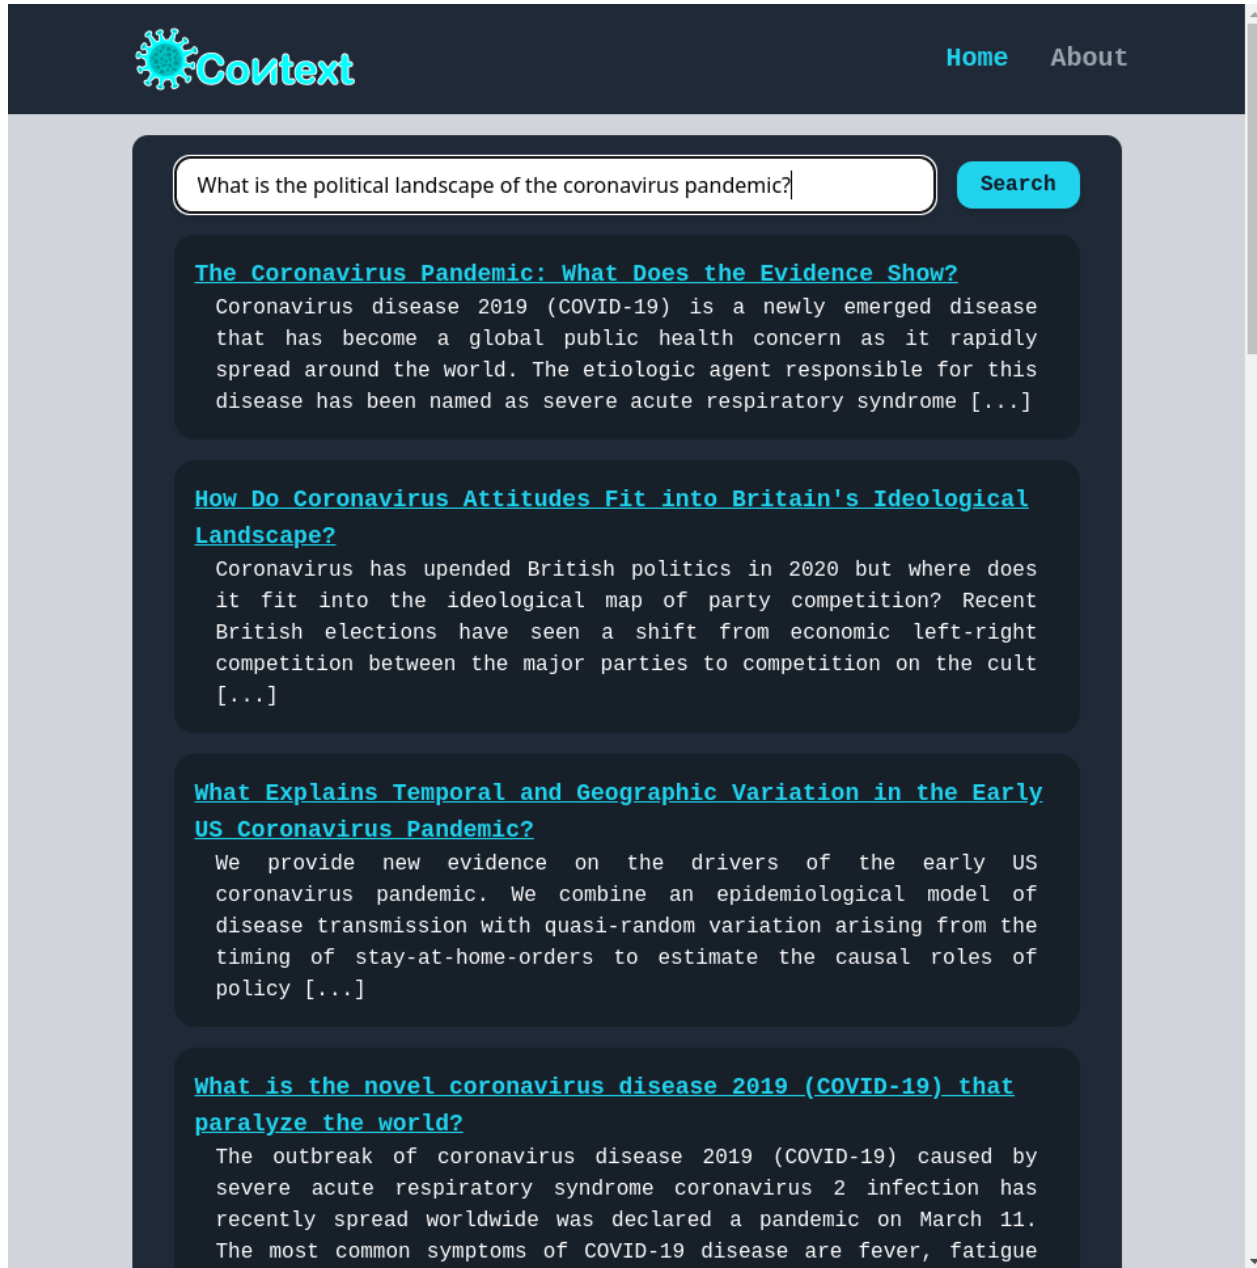 CoИtext
Home About
What is the political landscape of the coronavirus pandemic?
Search
The Coronavirus Pandemic: What Does the Evidence Show?
Coronavirus disease 2019 (COVID-19) is a newly emerged disease
that has become a global public health concern as it rapidly
spread around the world. The etiologic agent responsible for this
disease has been named as severe acute respiratory syndrome [...]
How Do Coronavirus Attitudes Fit into Britain's Ideological
Landscape?
Coronavirus has upended British politics in 2020 but where does
it fit into the ideological map of party competition? Recent
British elections have seen a shift from economic left-right
competition between the major parties to competition on the cult
[...]
What Explains Temporal and Geographic Variation in the Early
US Coronavirus Pandemic?
We provide new evidence on the drivers of the early US
coronavirus pandemic. We combine an epidemiological model of
disease transmission with quasi-random variation arising from the
timing of stay-at-home-orders to estimate the causal roles of
policy [...]
What is the novel coronavirus disease 2019 (COVID-19) that
paralyze the world?
The outbreak of coronavirus disease 2019 (COVID-19) caused by
severe acute respiratory syndrome coronavirus 2 infection has
recently spread worldwide was declared a pandemic on March 11.
The most common symptoms of COVID-19 disease are fever, fatigue